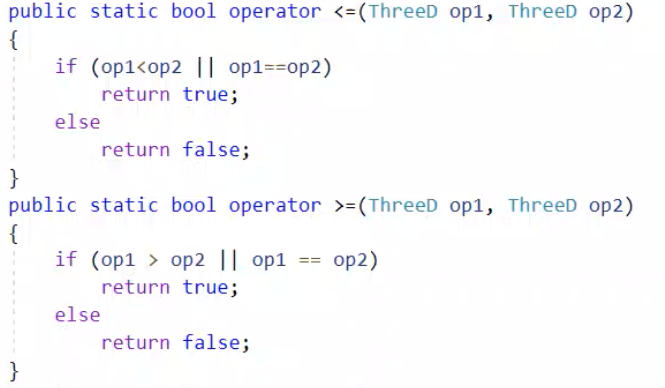 public static bool operator <=(ThreeD op1, ThreeD op2)
{
    if (op1<op2 || op1==op2)
        return true;
    else
        return false;
}
public static bool operator >=(ThreeD op1, ThreeD op2)
{
    if (op1 > op2 || op1 == op2)
        return true;
    else
        return false;
}